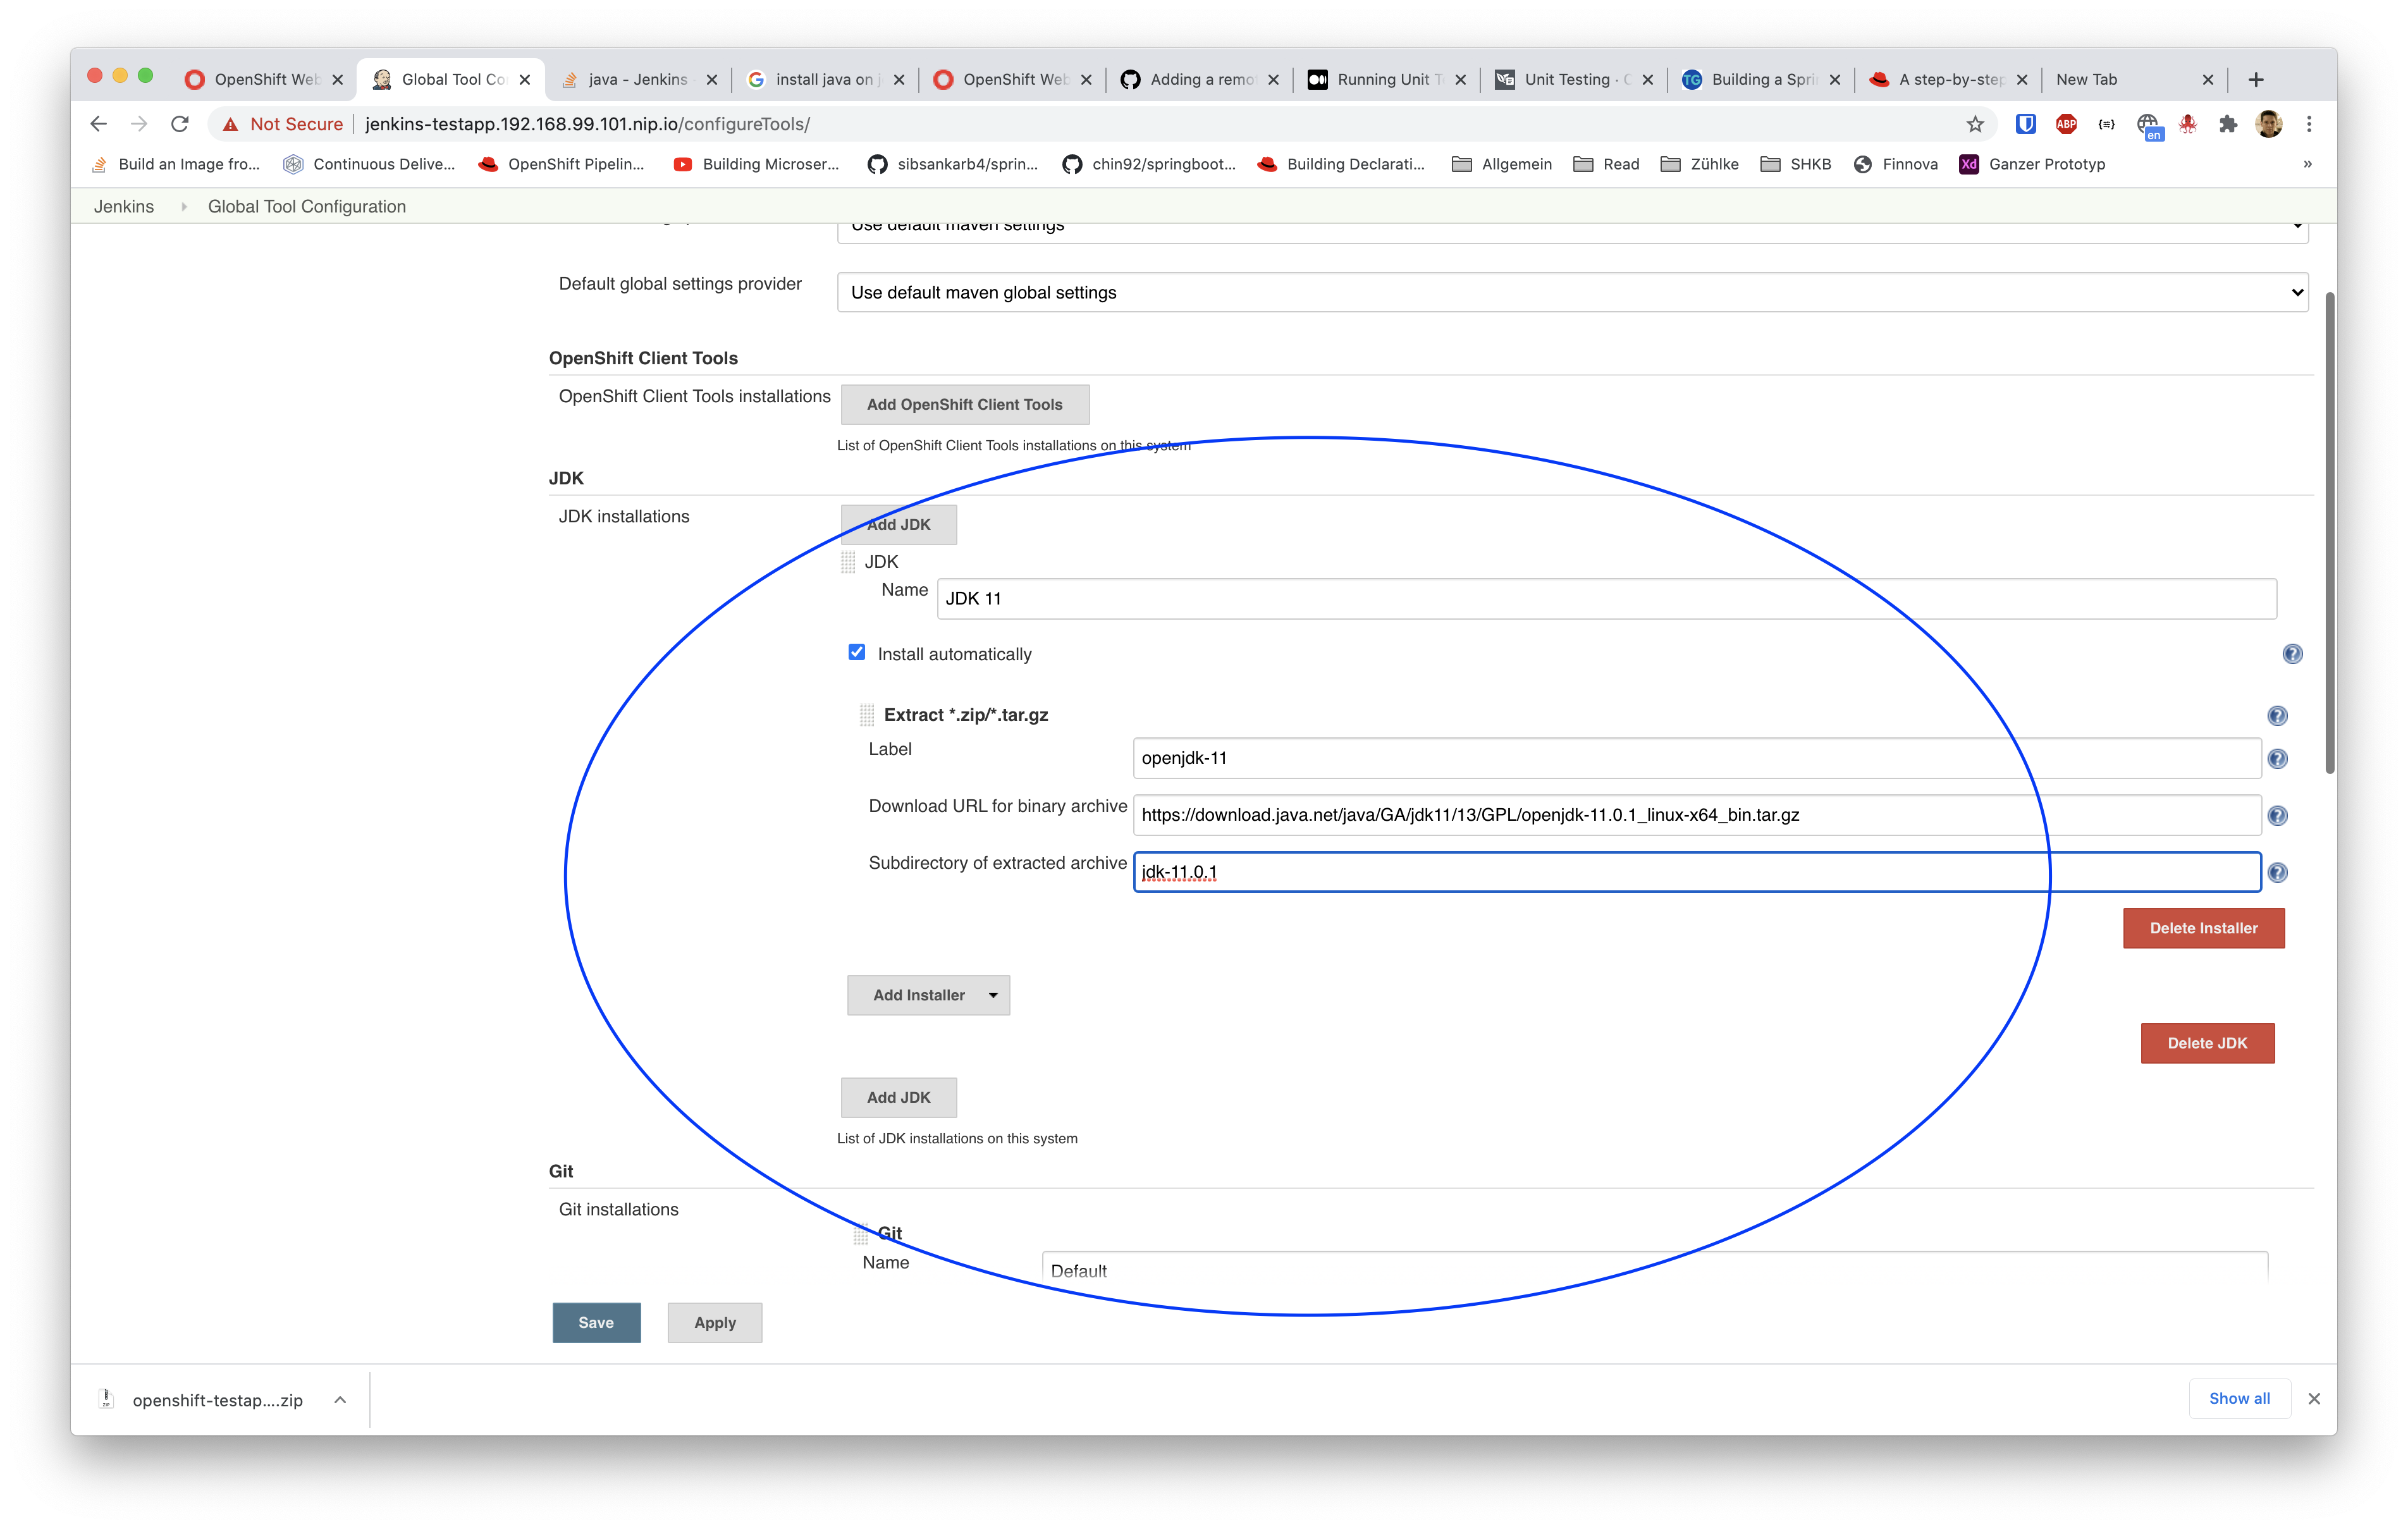 OpenShift Web
Global Tool Co
java - Jenkins
install java on j
OpenShift Web
Adding a remo
Running Unit T
Unit Testing · C
TG
Building a Spri
A step-by-step
New Tab
Not Secure
jenkins-testapp.192.168.99.101.nip.io/configureTools/
ABP
en
Build an Image fro...
Continuous Delive...
OpenShift Pipelin...
Building Microser...
sibsankarb4/sprin...
chin92/springboot...
Building Declarati...
Allgemein
Read
Zühlke
SHKB
Finnova
Xd
Ganzer Prototyp
»
Jenkins
Global Tool Configuration
Use default maven settings
Default global settings provider
Use default maven global settings
OpenShift Client Tools
OpenShift Client Tools installations
Add OpenShift Client Tools
List of OpenShift Client Tools installations on this system
JDK
JDK installations
Add JDK
JDK
Name
JDK 11
Install automatically
Extract *.zip/*.tar.gz
Label
openjdk-11
Download URL for binary archive
https://download.java.net/java/GA/jdk11/13/GPL/openjdk-11.0.1_linux-x64_bin.tar.gz
Subdirectory of extracted archive
jdk-11.0.1
Delete Installer
Add Installer
Delete JDK
Add JDK
List of JDK installations on this system
Git
Git installations
Git
Name
Default
Save
Apply
openshift-testap....zip
Show all